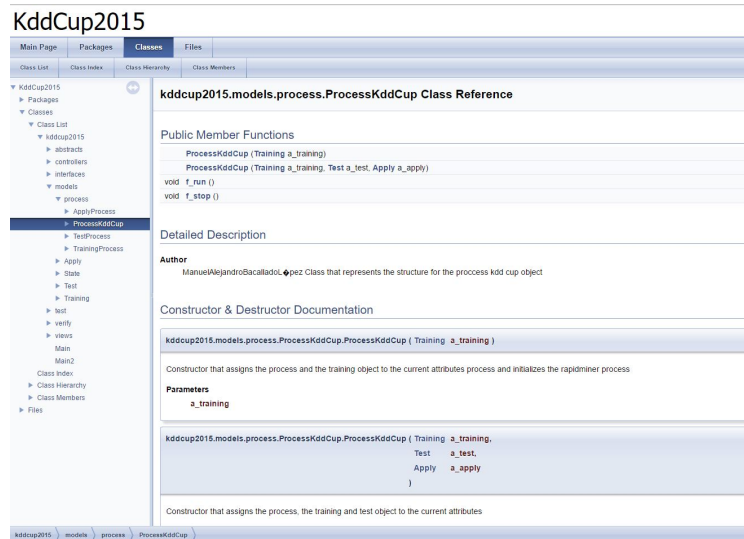 KddCup2015
Main Page Packages Classes Files
Class List Class Index Class Hierarchy Class Members
KddCup2015
Packages
Classes
Class List
kddcup2015
abstracts
controllers
interfaces
models
process
ApplyProcess
ProcessKddCup
TestProcess
TrainingProcess
Apply
State
Test
Training
test
verify
views
Main
Main2
Class Index
Class Hierarchy
Class Members
Files
kddcup2015.models.process.ProcessKddCup Class Reference
Public Member Functions
ProcessKddCup (Training a_training)
ProcessKddCup (Training a_training, Test a_test, Apply a_apply)
void f_run ()
void f_stop ()
Detailed Description
Author
ManuelAlejandroBacalladoL�pez Class that represents the structure for the proccess kdd cup object
Constructor & Destructor Documentation
kddcup2015.models.process.ProcessKddCup.ProcessKddCup ( Training a_training )
Constructor that assigns the process and the training object to the current attributes process and initializes the rapidminer process
Parameters
a_training
kddcup2015.models.process.ProcessKddCup.ProcessKddCup ( Training a_training,
Test a_test,
Apply a_apply
)
Constructor that assigns the process, the training and test object to the current attributes
kddcup2015 models process ProcessKddCup